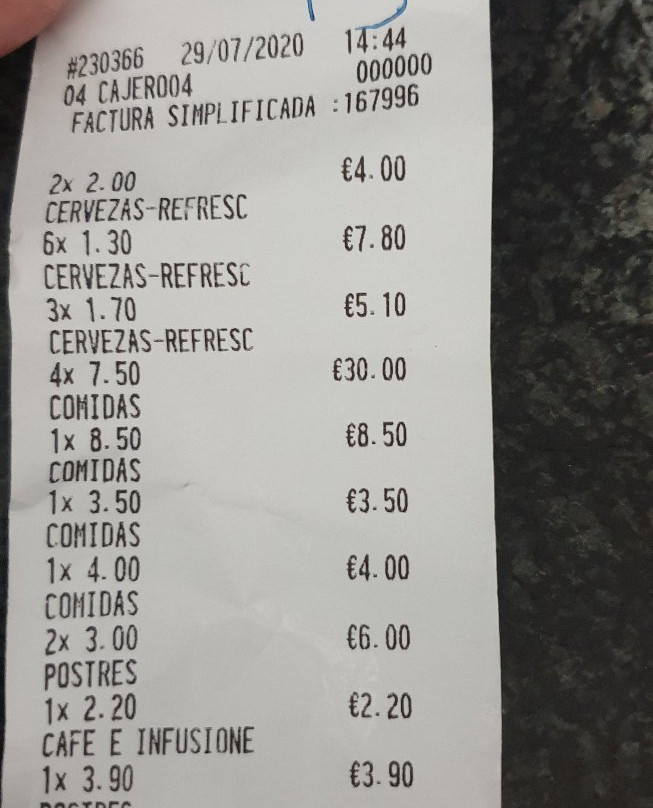 #230366 29/07/2020 14:44
04 CAJERO04 000000
FACTURA SIMPLIFICADA :167996
2x 2.00 €4.00
CERVEZAS-REFRESC
6x 1.30 €7.80
CERVEZAS-REFRESC
3x 1.70 €5.10
CERVEZAS-REFRESC
4x 7.50 €30.00
COMIDAS
1x 8.50 €8.50
COMIDAS
1x 3.50 €3.50
COMIDAS
1x 4.00 €4.00
COMIDAS
2x 3.00 €6.00
POSTRES
1x 2.20 €2.20
CAFE E INFUSIONE
1x 3.90 €3.90
POSTRES